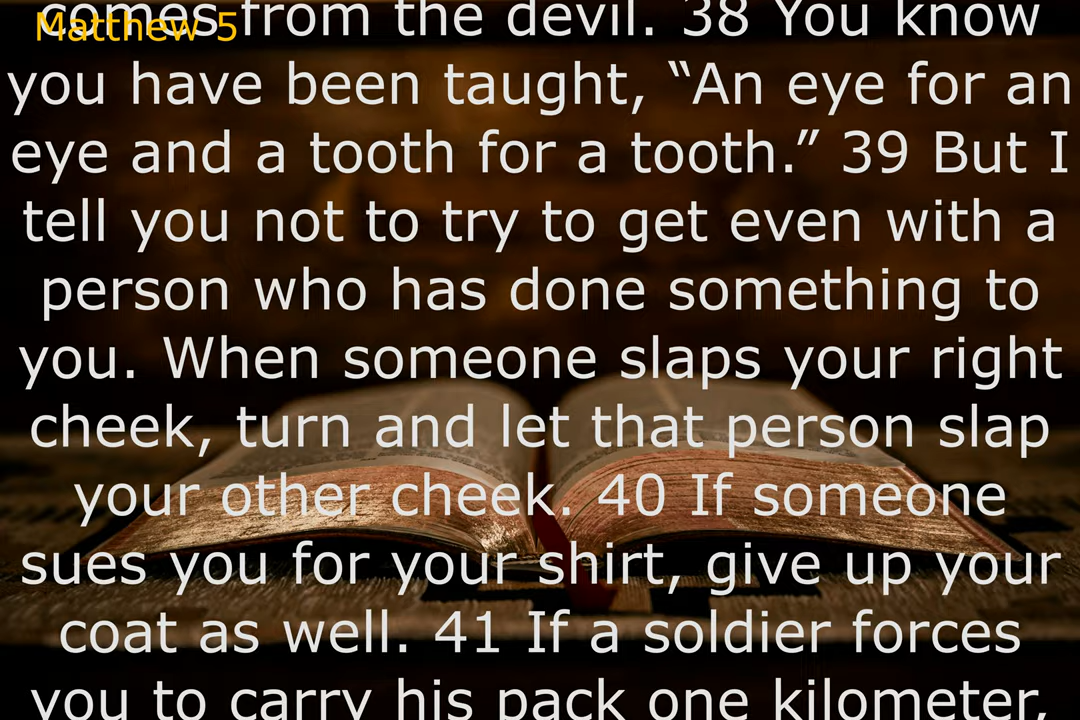 Matthew 5
comes from the devil. 38 You know
you have been taught, “An eye for an
eye and a tooth for a tooth.” 39 But I
tell you not to try to get even with a
person who has done something to
you. When someone slaps your right
cheek, turn and let that person slap
your other cheek. 40 If someone
sues you for your shirt, give up your
coat as well. 41 If a soldier forces
you to carry his pack one kilometer,